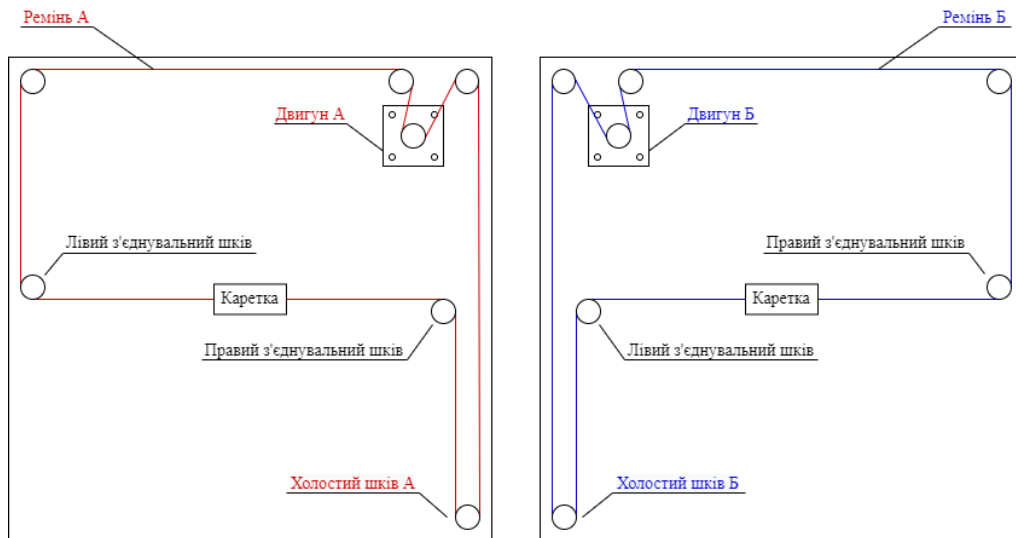 Ремінь А
Ремінь Б
Двигун А
Двигун Б
Лівий з'єднувальний шків
Правий з'єднувальний шків
Каретка
Каретка
Правий з'єднувальний шків
Лівий з'єднувальний шків
Холостий шків А
Холостий шків Б